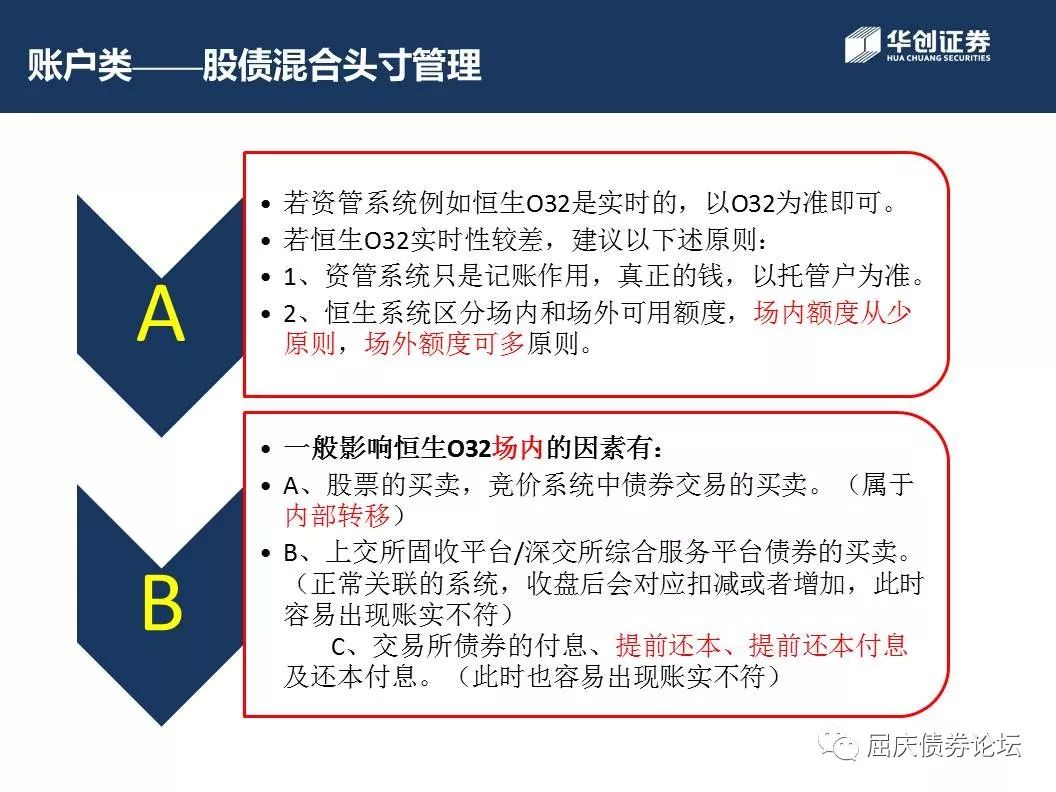 账户类——股债混合头寸管理
华创证券
HUA CHUANG SECURITIES
A
• 若资管系统例如恒生O32是实时的，以O32为准即可。
• 若恒生O32实时性较差，建议以下述原则：
• 1、资管系统只是记账作用，真正的钱，以托管户为准。
• 2、恒生系统区分场内和场外可用额度，场内额度从少
原则，场外额度可多原则。
B
• 一般影响恒生O32场内的因素有：
• A、股票的买卖，竞价系统中债券交易的买卖。（属于
内部转移）
• B、上交所固收平台/深交所综合服务平台债券的买卖。
（正常关联的系统，收盘后会对应扣减或者增加，此时
容易出现账实不符）
C、交易所债券的付息、提前还本、提前还本付息
及还本付息。（此时也容易出现账实不符）
屈庆债券论坛